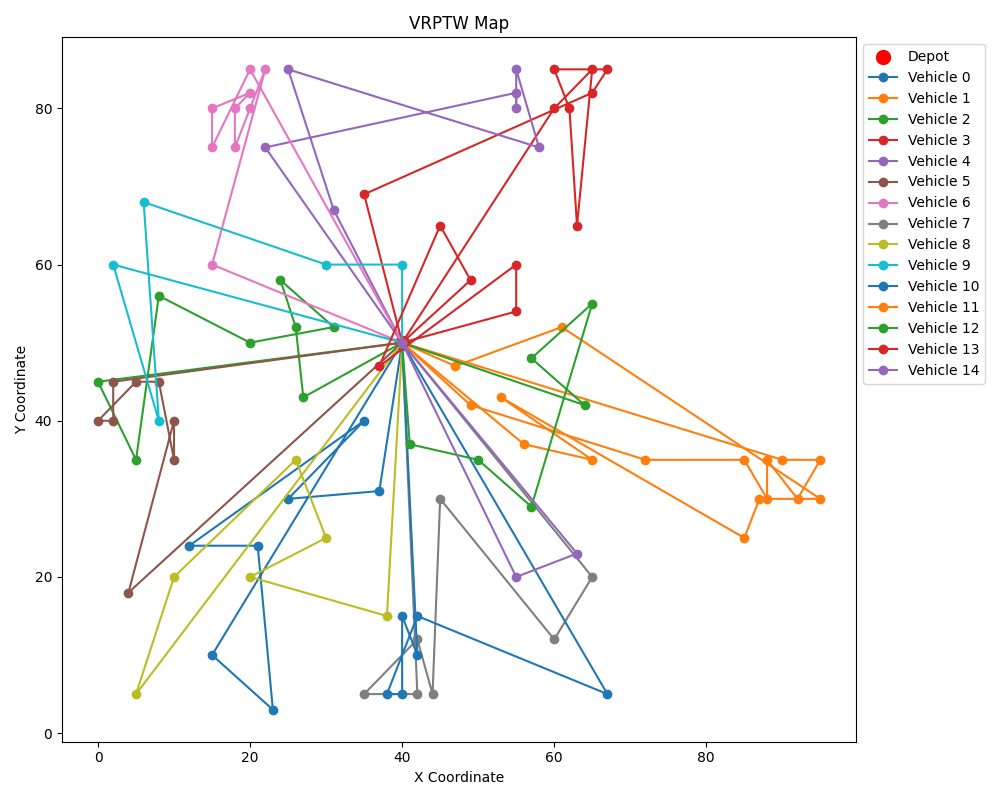 VRPTW Map
Y Coordinate
80
60
40
20
0
0 20 40 60 80
X Coordinate
Depot
Vehicle 0
Vehicle 1
Vehicle 2
Vehicle 3
Vehicle 4
Vehicle 5
Vehicle 6
Vehicle 7
Vehicle 8
Vehicle 9
Vehicle 10
Vehicle 11
Vehicle 12
Vehicle 13
Vehicle 14